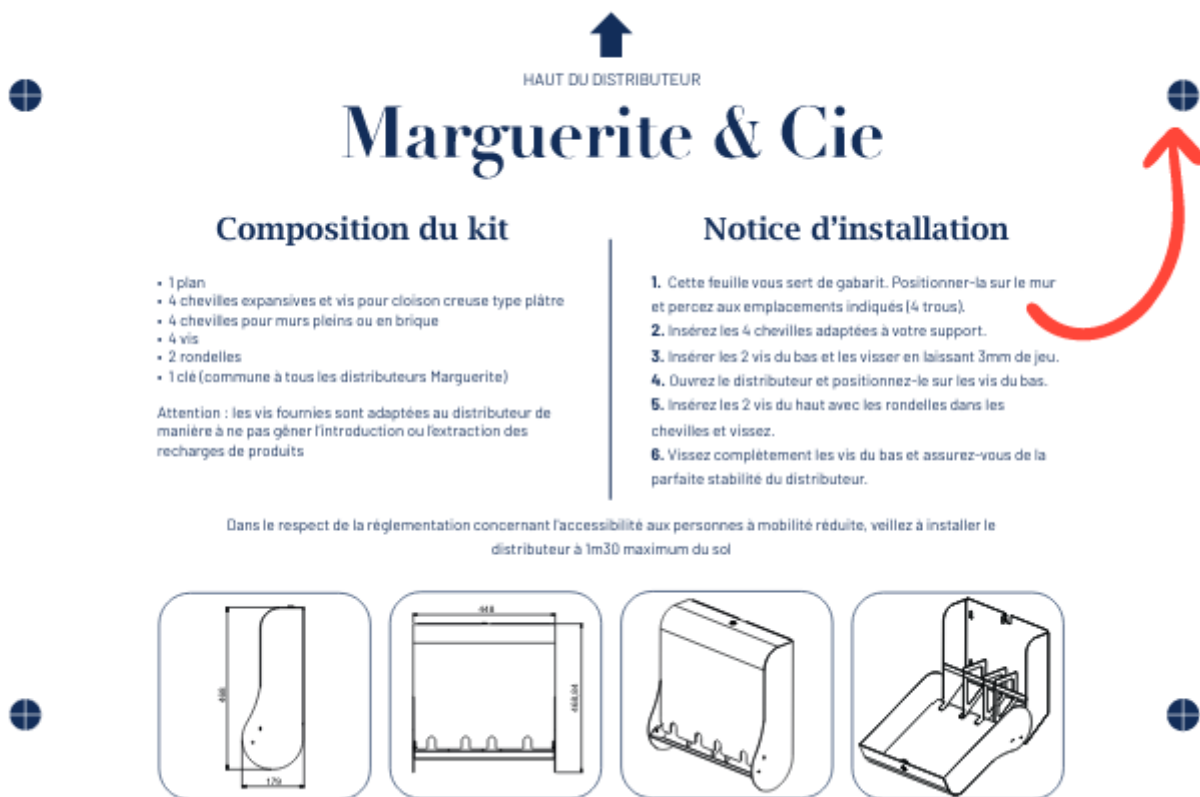 HAUT DU DISTRIBUTEUR
Marguerite & Cie
Composition du kit
• 1 plan
• 4 chevilles expansives et vis pour cloison creuse type plâtre
• 4 chevilles pour murs pleins ou en brique
• 4 vis
• 2 rondelles
• 1 clé (commune à tous les distributeurs Marguerite)
Attention : les vis fournies sont adaptées au distributeur de
manière à ne pas gêner l'introduction ou l'extraction des
recharges de produits
Notice d'installation
1. Cette feuille vous sert de gabarit. Positionner-la sur le mur
et percez aux emplacements indiqués (4 trous).
2. Insérez les 4 chevilles adaptées à votre support.
3. Insérer les 2 vis du bas et les visser en laissant 3mm de jeu.
4. Ouvrez le distributeur et positionnez-le sur les vis du bas.
5. Insérez les 2 vis du haut avec les rondelles dans les
chevilles et vissez.
6. Vissez complètement les vis du bas et assurez-vous de la
parfaite stabilité du distributeur.
Dans le respect de la réglementation concernant l'accessibilité aux personnes à mobilité réduite, veillez à installer le
distributeur à 1m30 maximum du sol
179